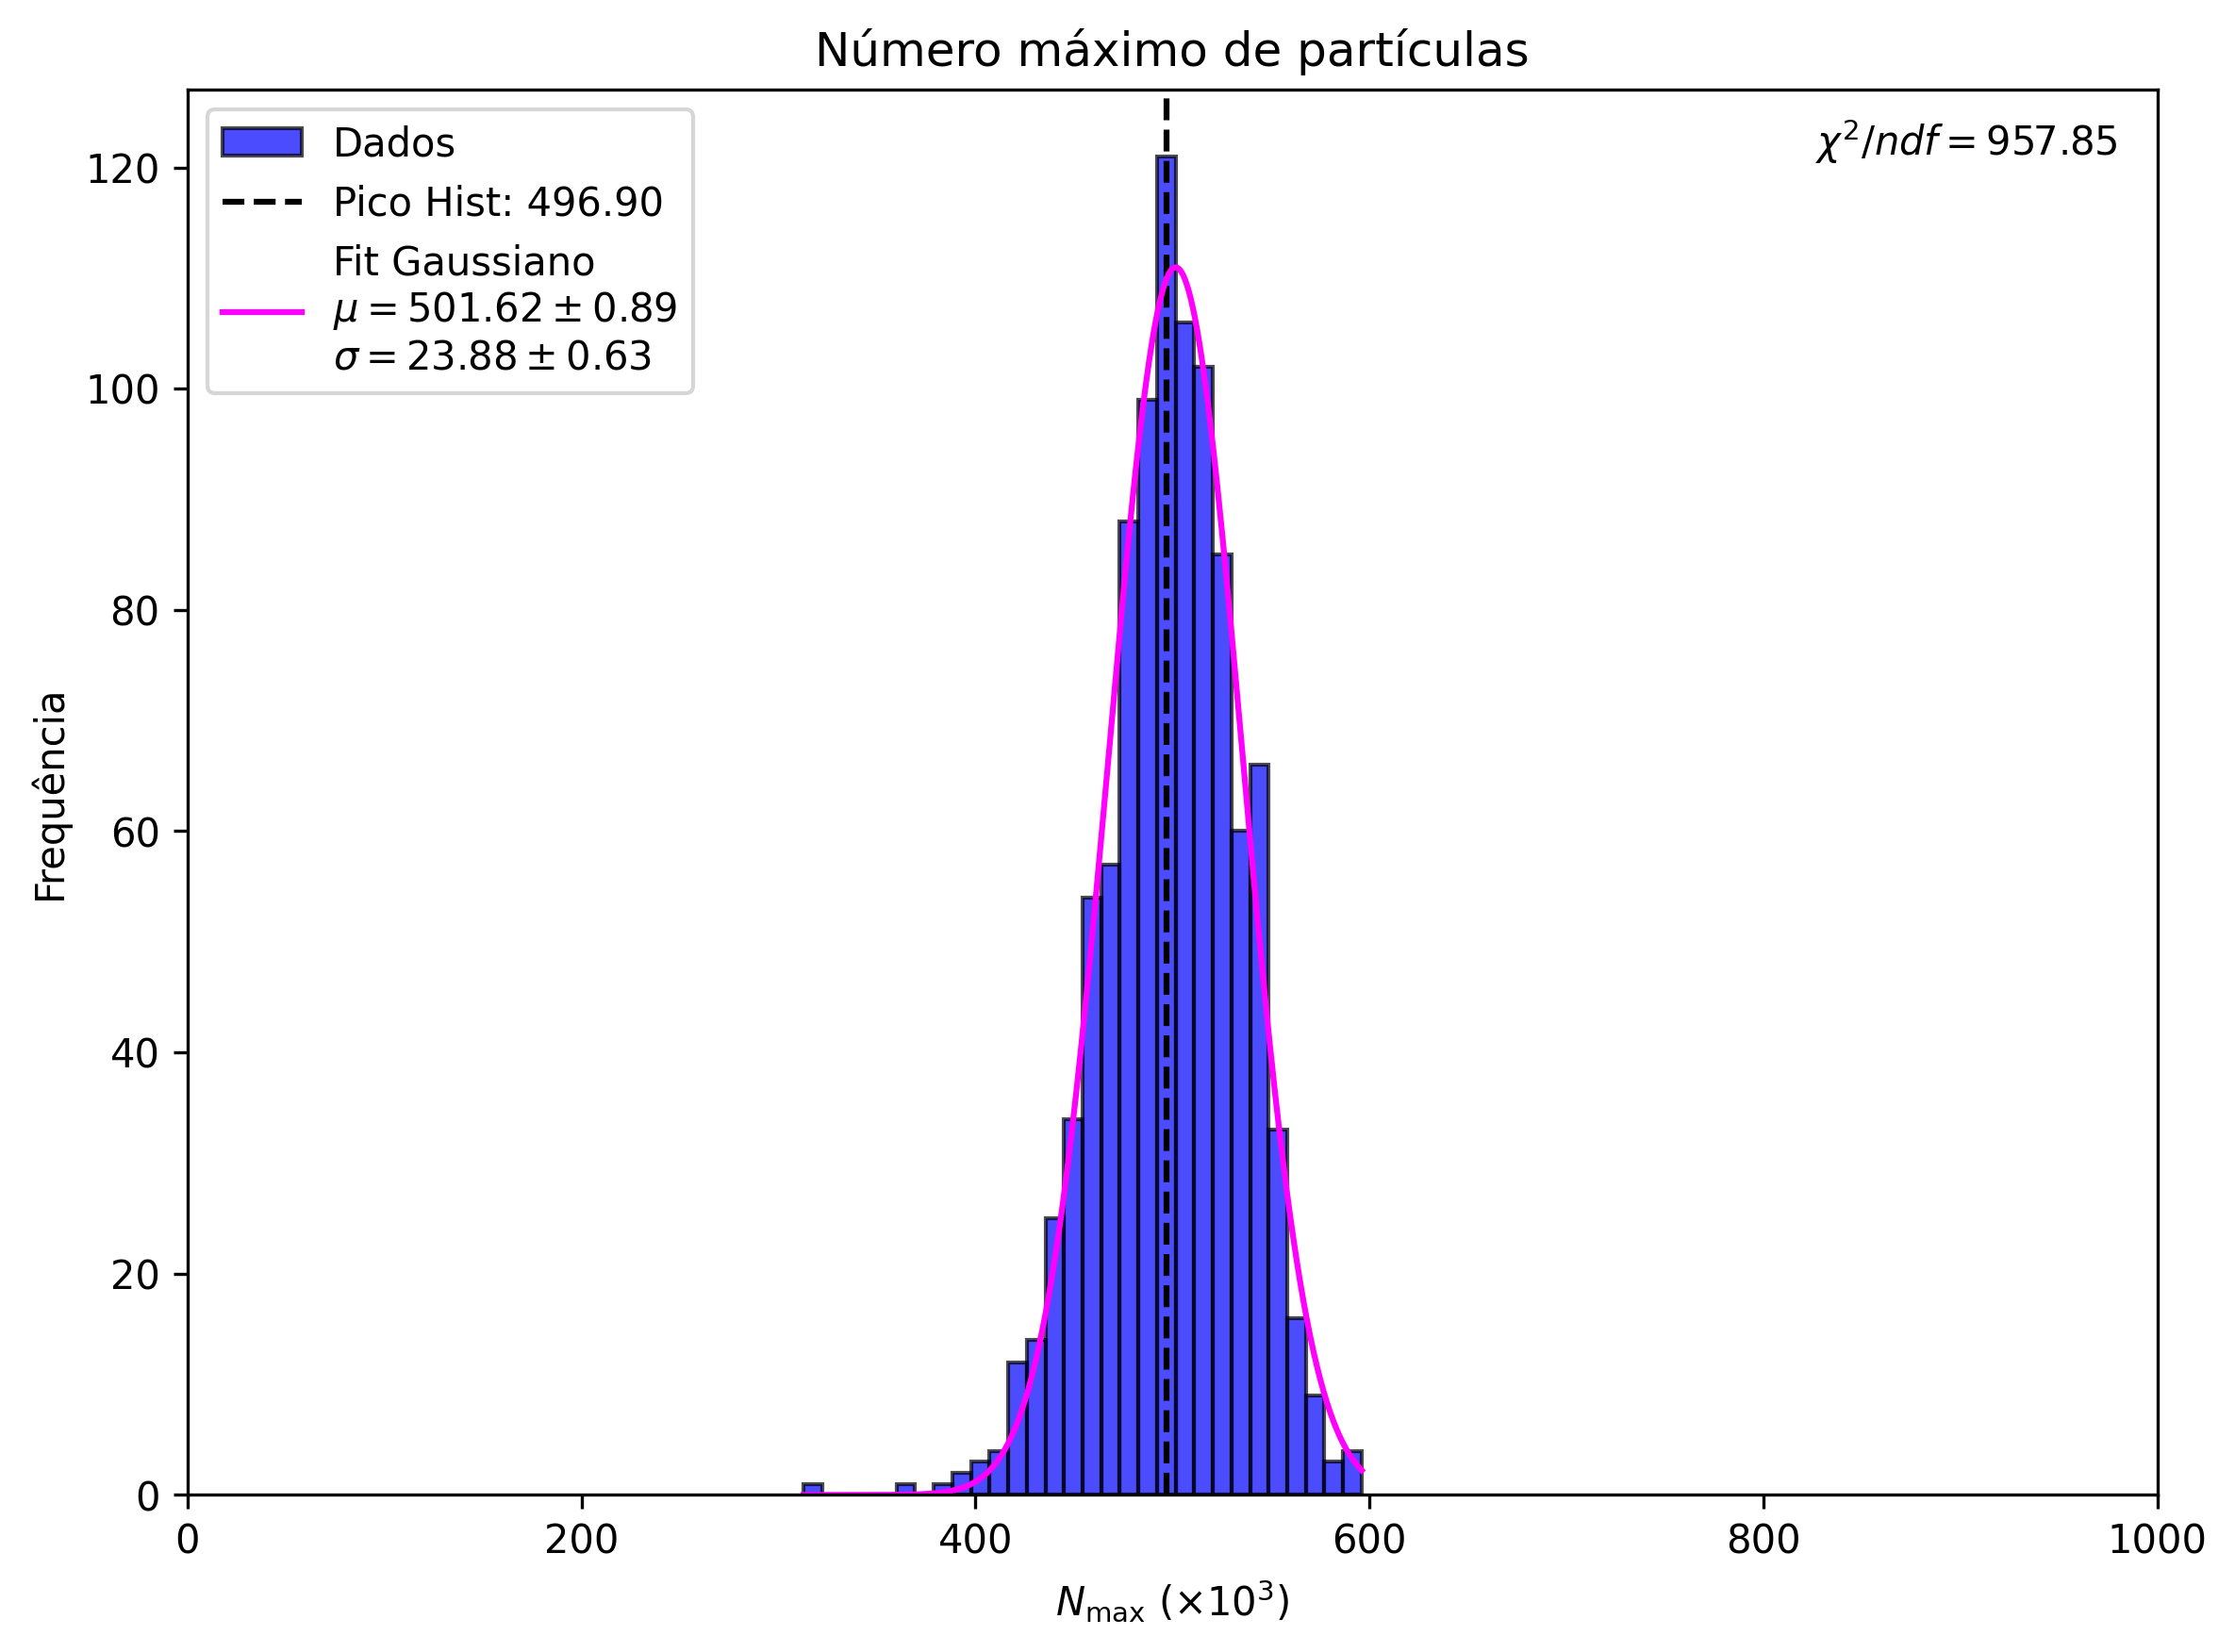 Número máximo de partículas
Dados
Pico Hist: 496.90
Fit Gaussiano
μ = 501.62 ± 0.89
σ = 23.88 ± 0.63
χ²/ndf = 957.85
Frequência
120
100
80
60
40
20
0
0 200 400 600 800 1000
N_max (×10³)